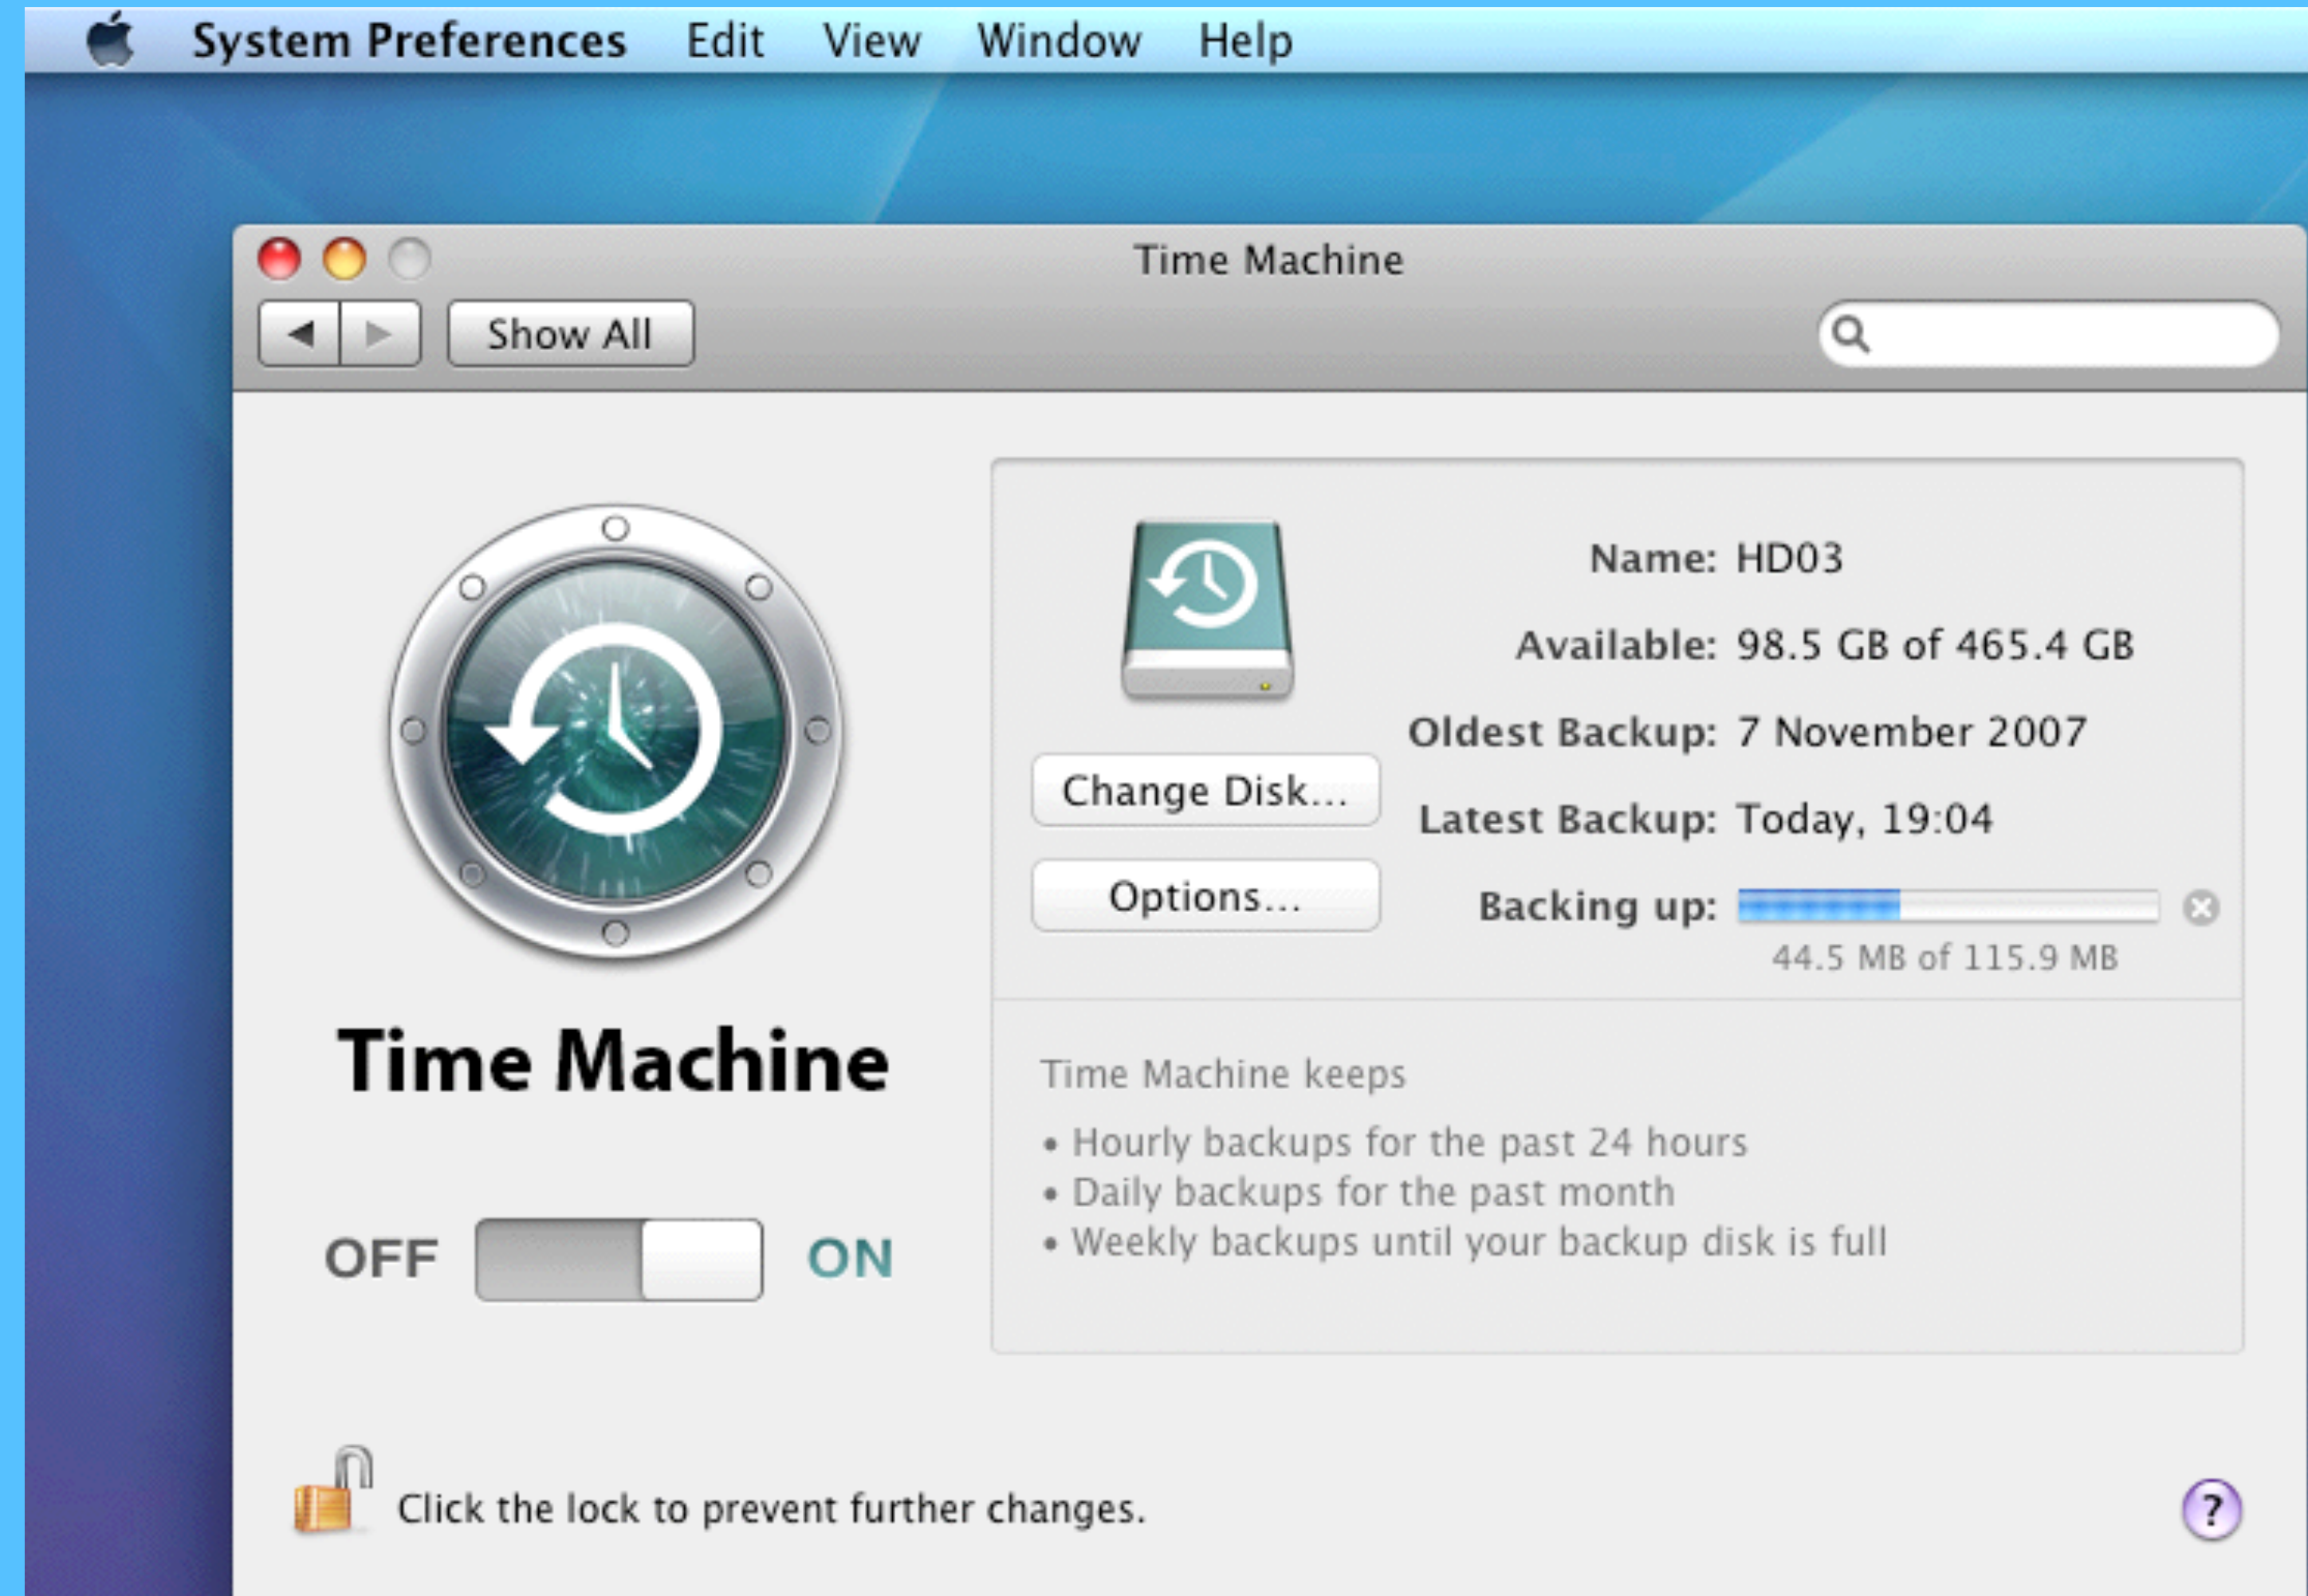 System Preferences Edit View Window Help
Time Machine
Show All
Name: HD03
Available: 98.5 GB of 465.4 GB
Oldest Backup: 7 November 2007
Change Disk...
Latest Backup: Today, 19:04
Options...
Backing up:
44.5 MB of 115.9 MB
Time Machine
OFF ON
Time Machine keeps
• Hourly backups for the past 24 hours
• Daily backups for the past month
• Weekly backups until your backup disk is full
Click the lock to prevent further changes.
?